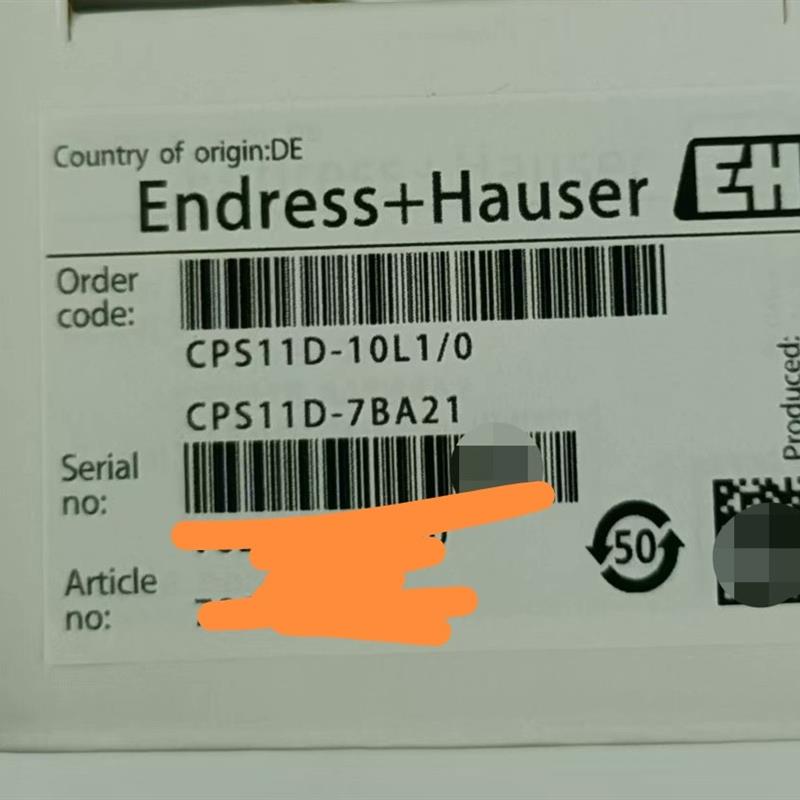 Country of origin:DE
Endress+Hauser
EH
Order
code:
CPS11D-10L1/0
CPS11D-7BA21
Serial
no:
Article
no:
50
Produced: